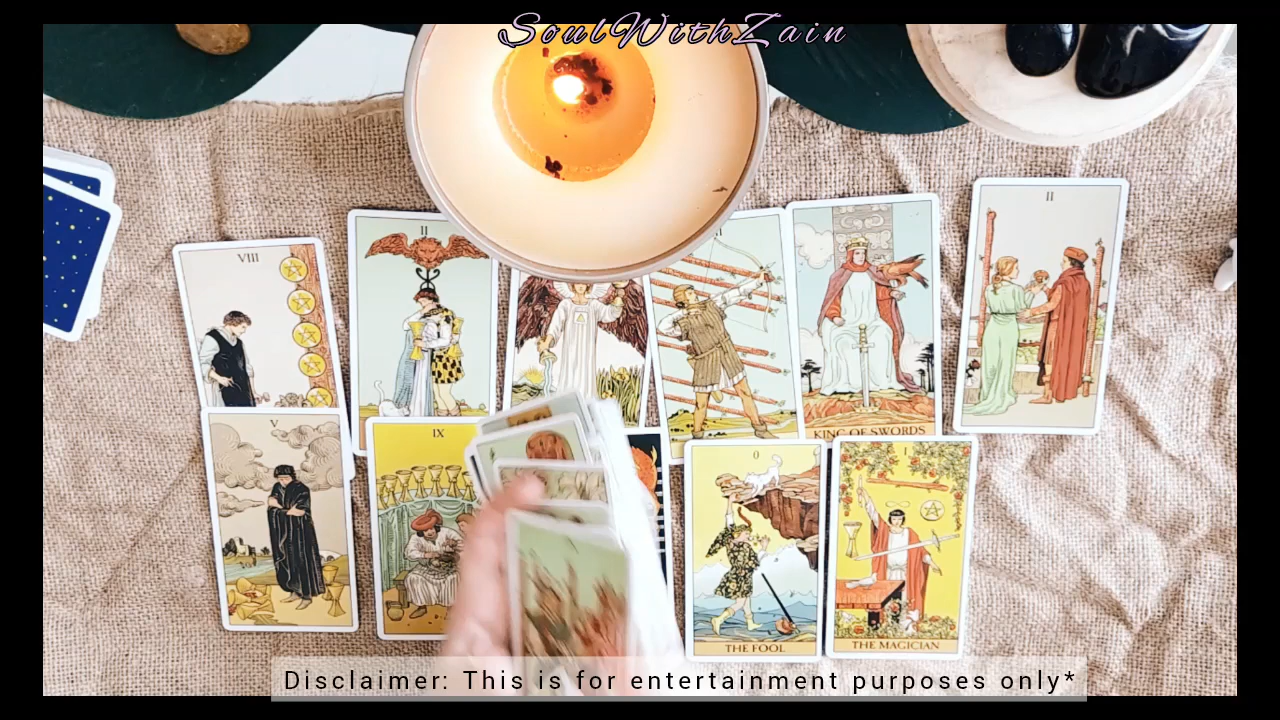 SoulWithZain
VIII
II
II
KING OF SWORDS
V
IX
0
I
THE FOOL
THE MAGICIAN
Disclaimer: This is for entertainment purposes only*